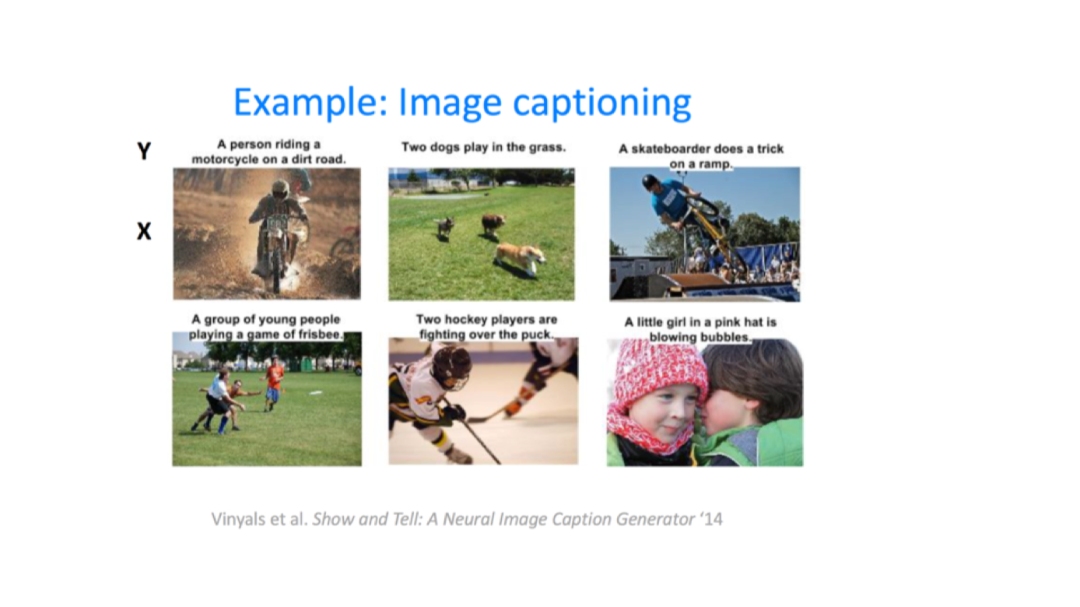 Example: Image captioning
Y
A person riding a
motorcycle on a dirt road.
Two dogs play in the grass.
A skateboarder does a trick
on a ramp.
X
A group of young people
playing a game of frisbee.
Two hockey players are
fighting over the puck.
A little girl in a pink hat is
blowing bubbles.
Vinyals et al. Show and Tell: A Neural Image Caption Generator ‘14